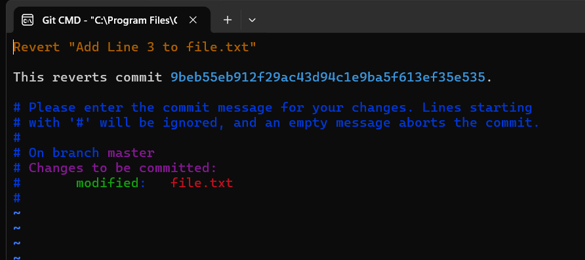 Git CMD - "C:\Program Files\G
Revert "Add Line 3 to file.txt"
This reverts commit 9beb55eb912f29ac43d94c1e9ba5f613ef35e535.
# Please enter the commit message for your changes. Lines starting
# with '#' will be ignored, and an empty message aborts the commit.
#
# On branch master
# Changes to be committed:
#       modified:   file.txt
#
~
~
~
~